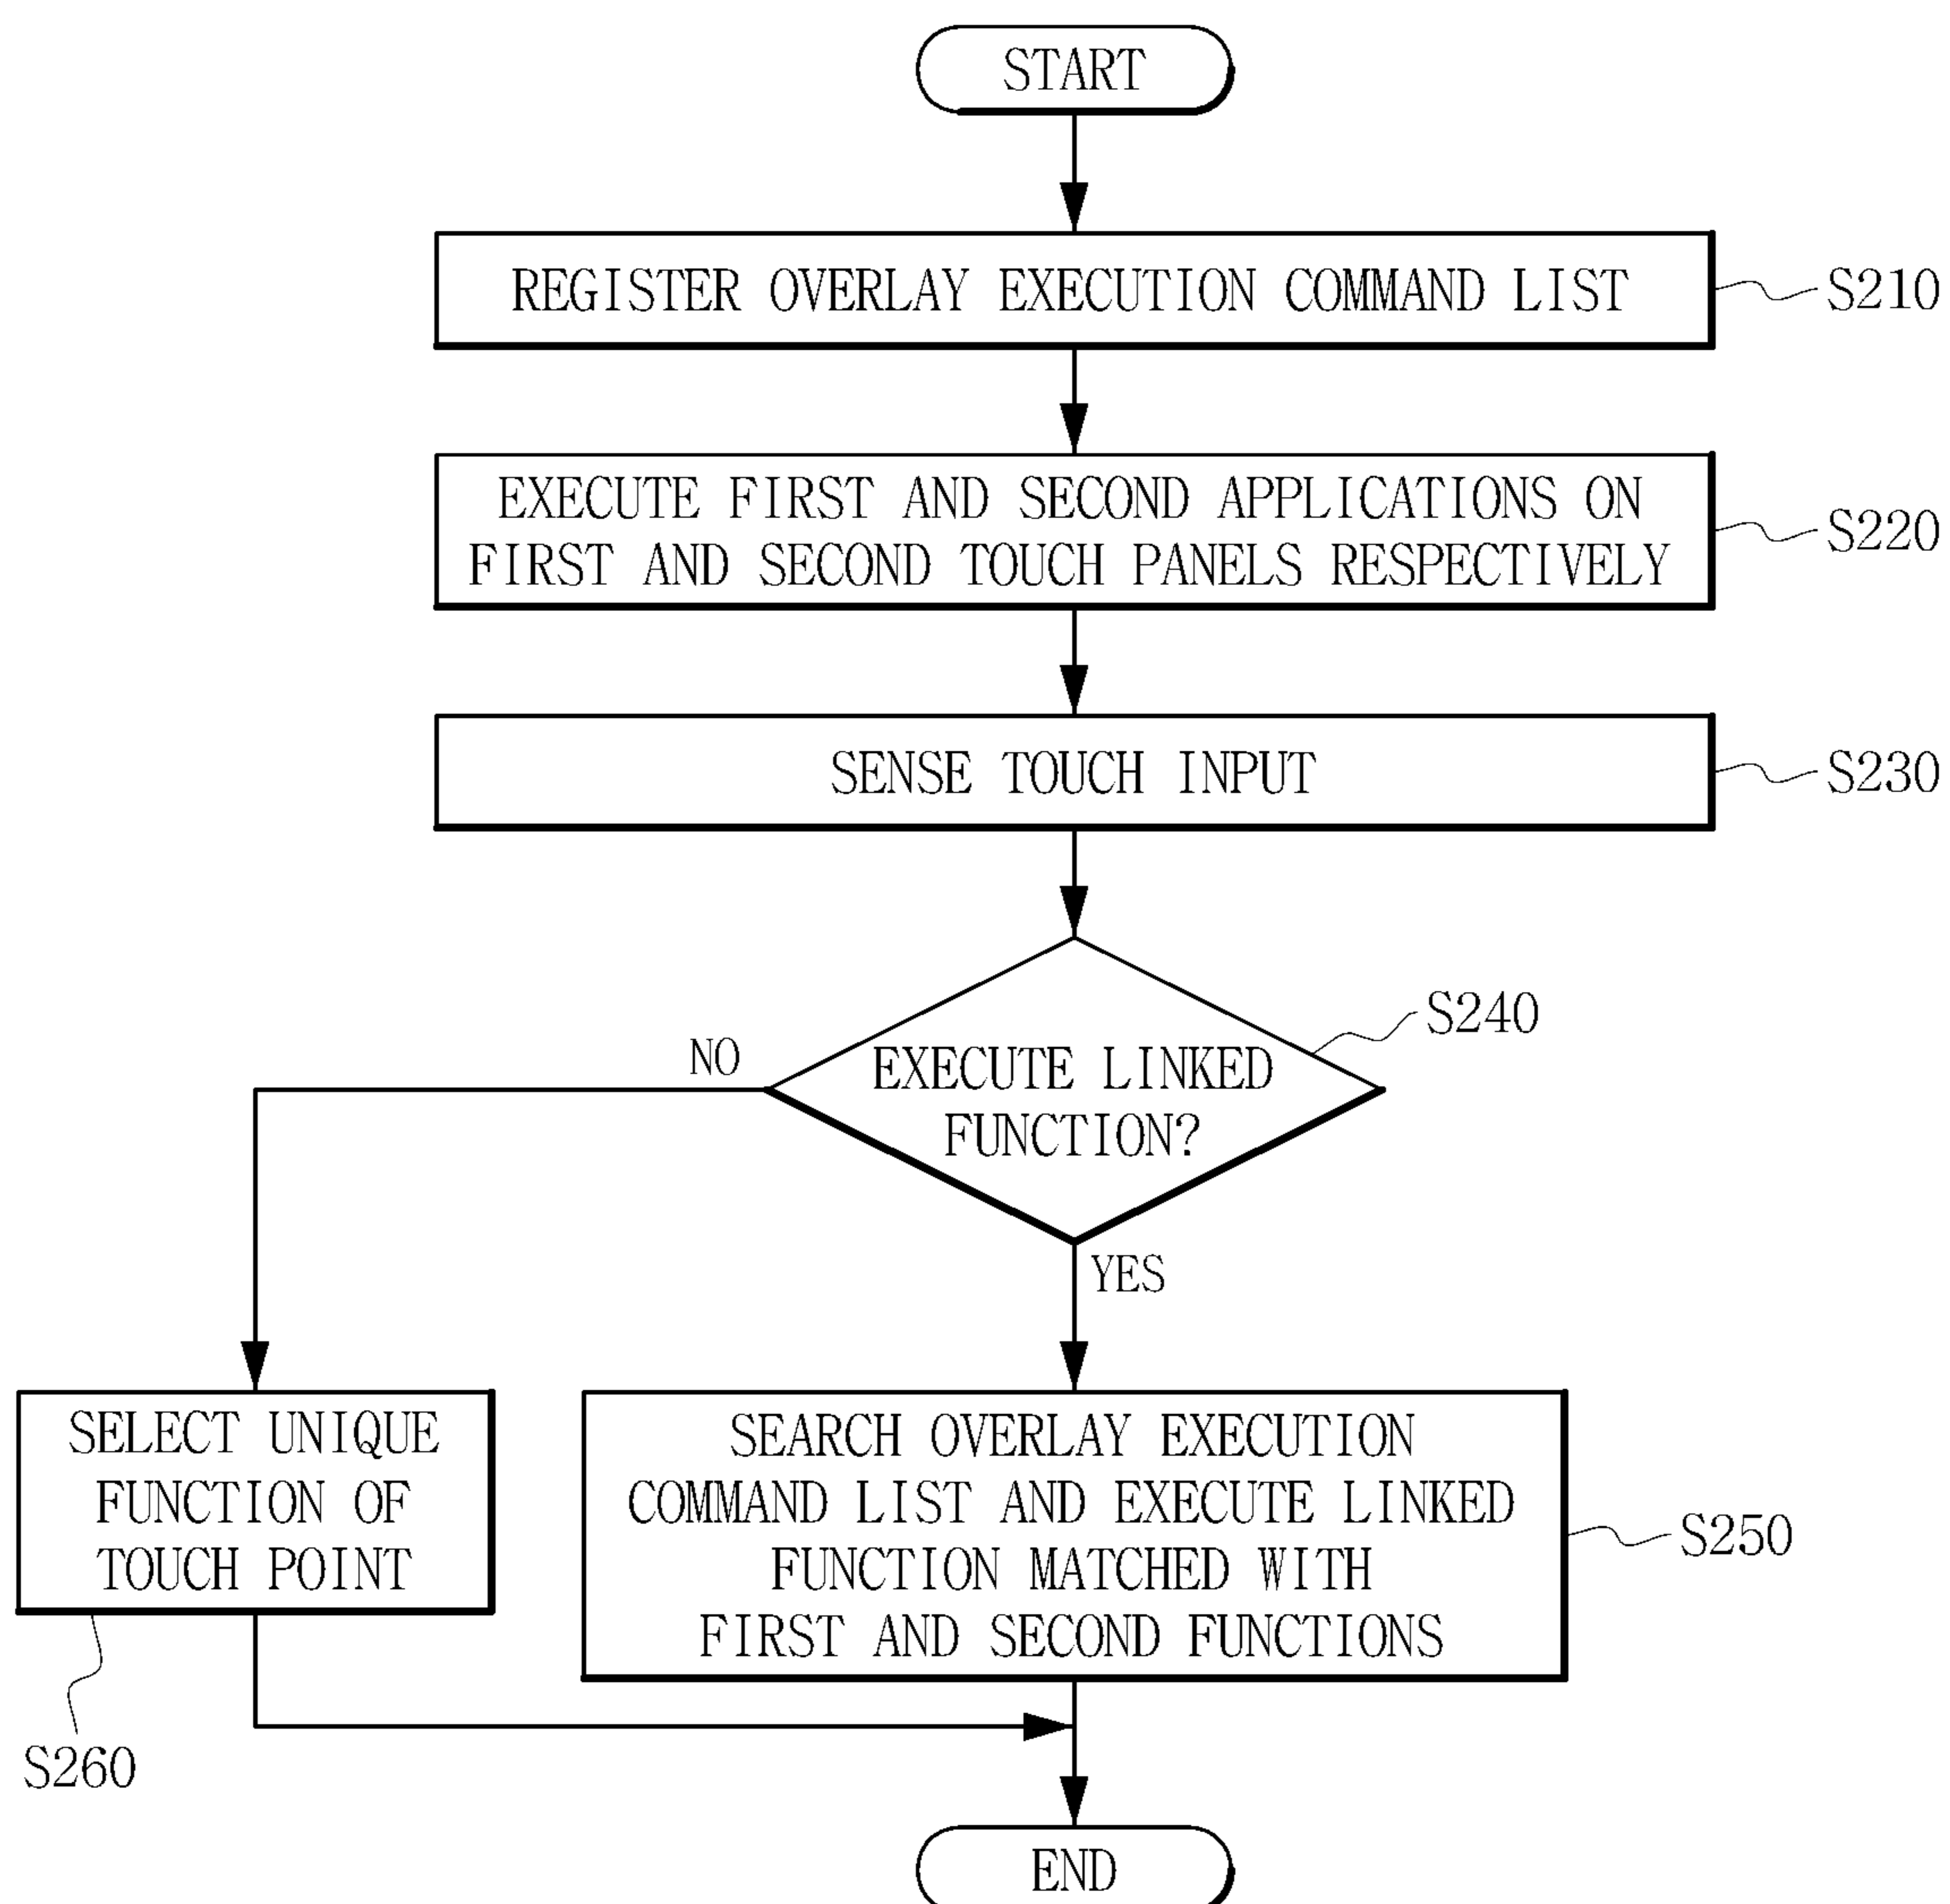 START
REGISTER OVERLAY EXECUTION COMMAND LIST
S210
EXECUTE FIRST AND SECOND APPLICATIONS ON
FIRST AND SECOND TOUCH PANELS RESPECTIVELY
S220
SENSE TOUCH INPUT
S230
EXECUTE LINKED
FUNCTION?
S240
NO
YES
SELECT UNIQUE
FUNCTION OF
TOUCH POINT
S260
SEARCH OVERLAY EXECUTION
COMMAND LIST AND EXECUTE LINKED
FUNCTION MATCHED WITH
FIRST AND SECOND FUNCTIONS
S250
END